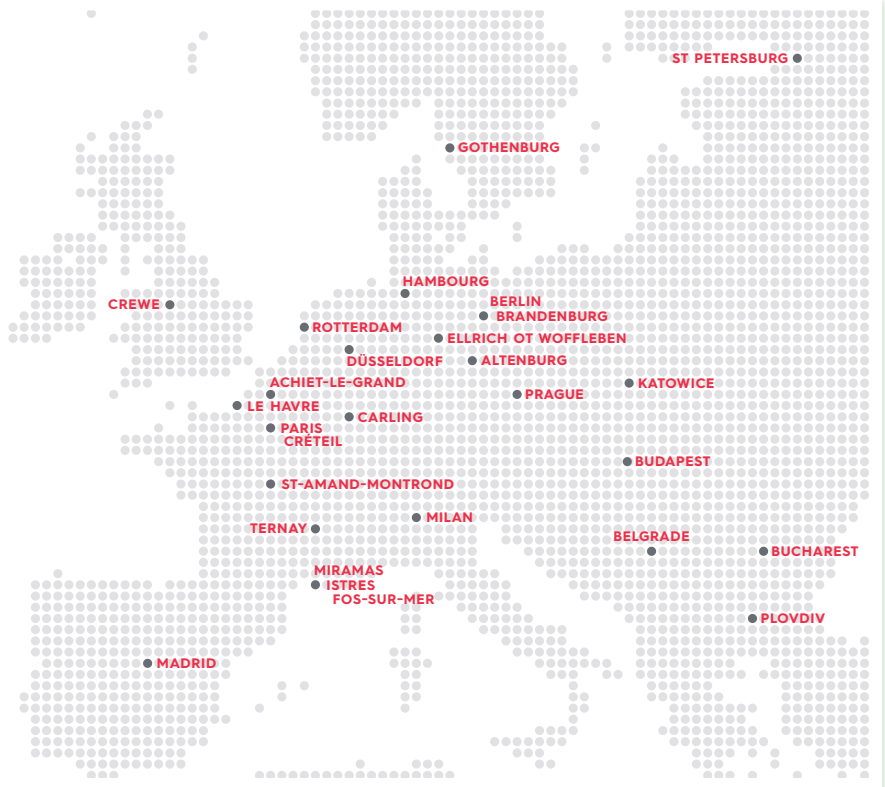 ST PETERSBURG
GOTHENBURG
HAMBOURG
BERLIN
BRANDENBURG
CREWE
ROTTERDAM
ELLRICH OT WOFFLEBEN
DÜSSELDORF
ALTENBURG
ACHIET-LE-GRAND
KATOWICE
PRAGUE
LE HAVRE
CARLING
PARIS
CRÉTEIL
BUDAPEST
ST-AMAND-MONTROND
MILAN
TERNAY
BELGRADE
BUCHAREST
MIRAMAS
ISTRES
FOS-SUR-MER
PLOVDIV
MADRID